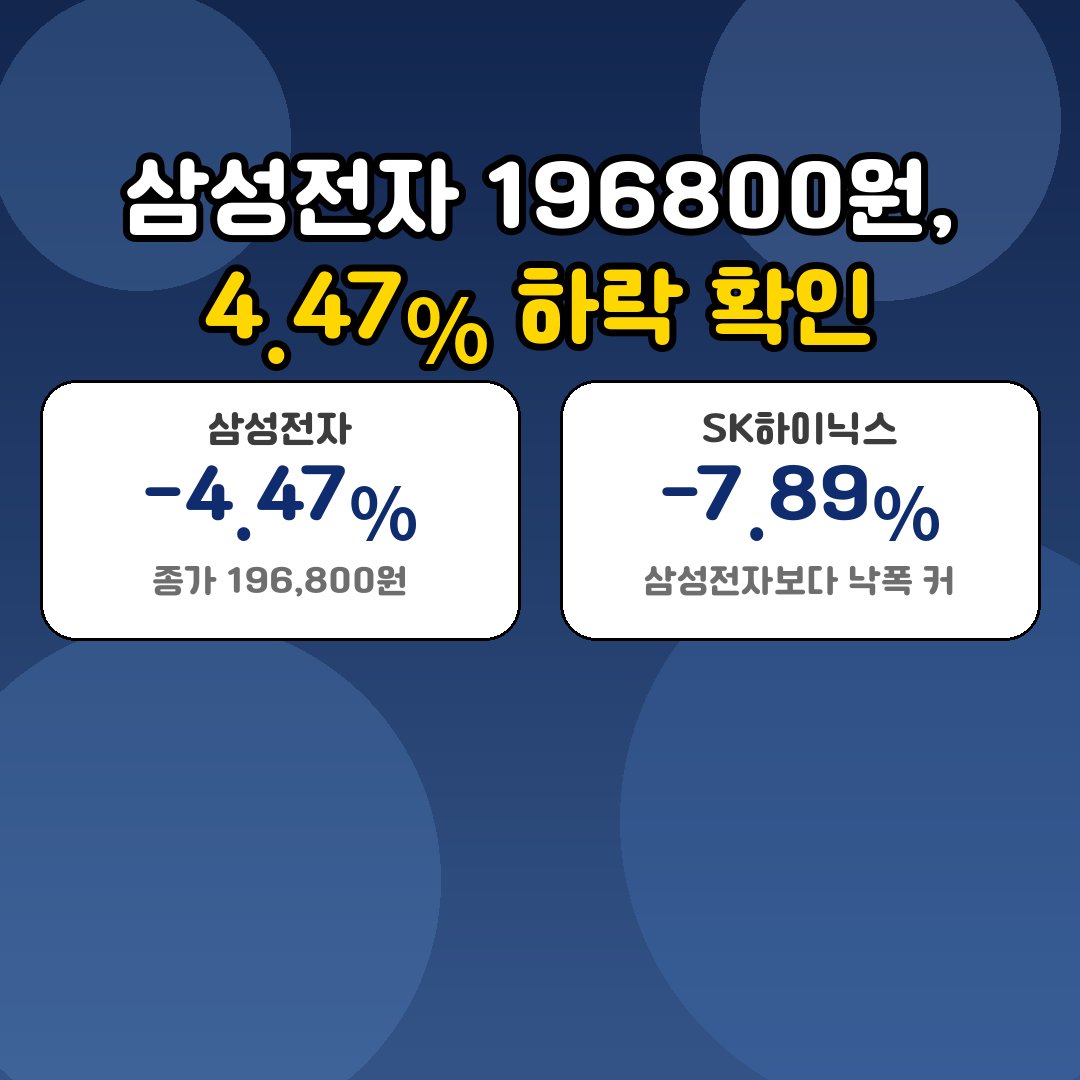 삼성전자 196800원,
4.47% 하락 확인
삼성전자
-4.47%
종가 196,800원
SK하이닉스
-7.89%
삼성전자보다 낙폭 커